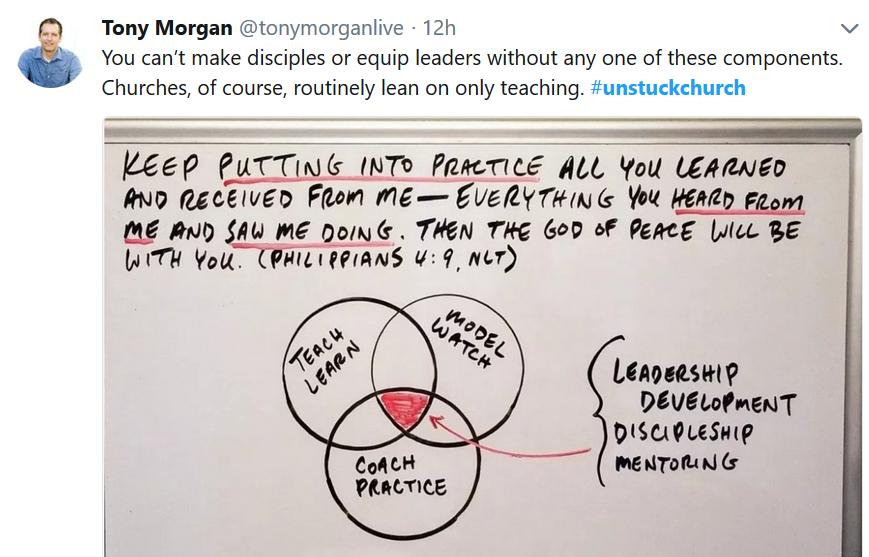 Tony Morgan @tonymorganlive · 12h
You can't make disciples or equip leaders without any one of these components.
Churches, of course, routinely lean on only teaching. #unstuckchurch
KEEP PUTTING INTO PRACTICE ALL YOU LEARNED
AND RECEIVED FROM ME — EVERYTHING YOU HEARD FROM
ME AND SAW ME DOING. THEN THE GOD OF PEACE WILL BE
WITH YOU. (PHILIPPIANS 4:9, NLT)
TEACH
LEARN
MODEL
WATCH
COACH
PRACTICE
LEADERSHIP
DEVELOPMENT
DISCIPLESHIP
MENTORING